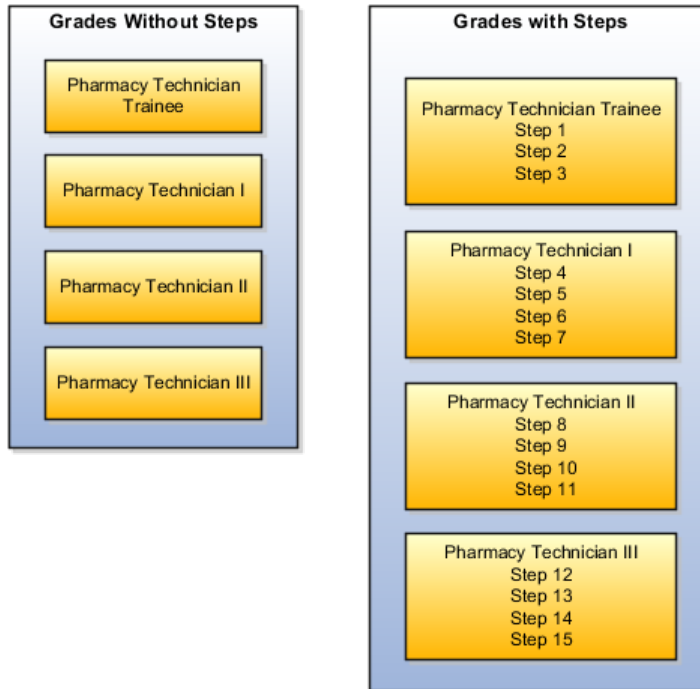 Grades Without Steps
Pharmacy Technician
Trainee
Pharmacy Technician I
Pharmacy Technician II
Pharmacy Technician III
Grades with Steps
Pharmacy Technician Trainee
Step 1
Step 2
Step 3
Pharmacy Technician I
Step 4
Step 5
Step 6
Step 7
Pharmacy Technician II
Step 8
Step 9
Step 10
Step 11
Pharmacy Technician III
Step 12
Step 13
Step 14
Step 15